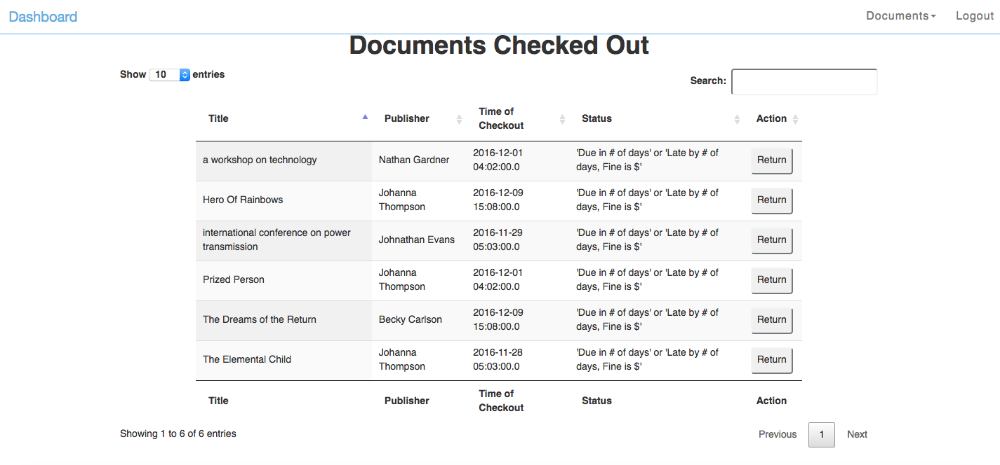 Dashboard
Documents
Logout
Documents Checked Out
Show 10 entries
Search:
Title Publisher Time of Checkout Status Action
a workshop on technology Nathan Gardner 2016-12-01 04:02:00.0 'Due in # of days' or 'Late by # of days, Fine is $' Return
Hero Of Rainbows Johanna Thompson 2016-12-09 15:08:00.0 'Due in # of days' or 'Late by # of days, Fine is $' Return
international conference on power transmission Johnathan Evans 2016-11-29 05:03:00.0 'Due in # of days' or 'Late by # of days, Fine is $' Return
Prized Person Johanna Thompson 2016-12-01 04:02:00.0 'Due in # of days' or 'Late by # of days, Fine is $' Return
The Dreams of the Return Becky Carlson 2016-12-09 15:08:00.0 'Due in # of days' or 'Late by # of days, Fine is $' Return
The Elemental Child Johanna Thompson 2016-11-28 05:03:00.0 'Due in # of days' or 'Late by # of days, Fine is $' Return
Title Publisher Time of Checkout Status Action
Showing 1 to 6 of 6 entries
Previous 1 Next